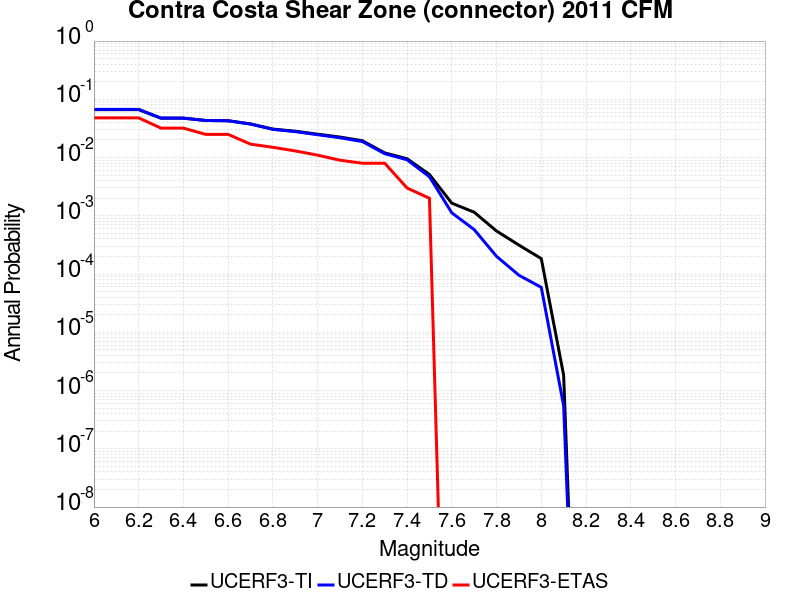 Contra Costa Shear Zone (connector) 2011 CFM
10^0
10^-1
10^-2
10^-3
10^-4
10^-5
10^-6
10^-7
10^-8
Annual Probability
6 6.2 6.4 6.6 6.8 7 7.2 7.4 7.6 7.8 8 8.2 8.4 8.6 8.8 9
Magnitude
UCERF3-TI UCERF3-TD UCERF3-ETAS